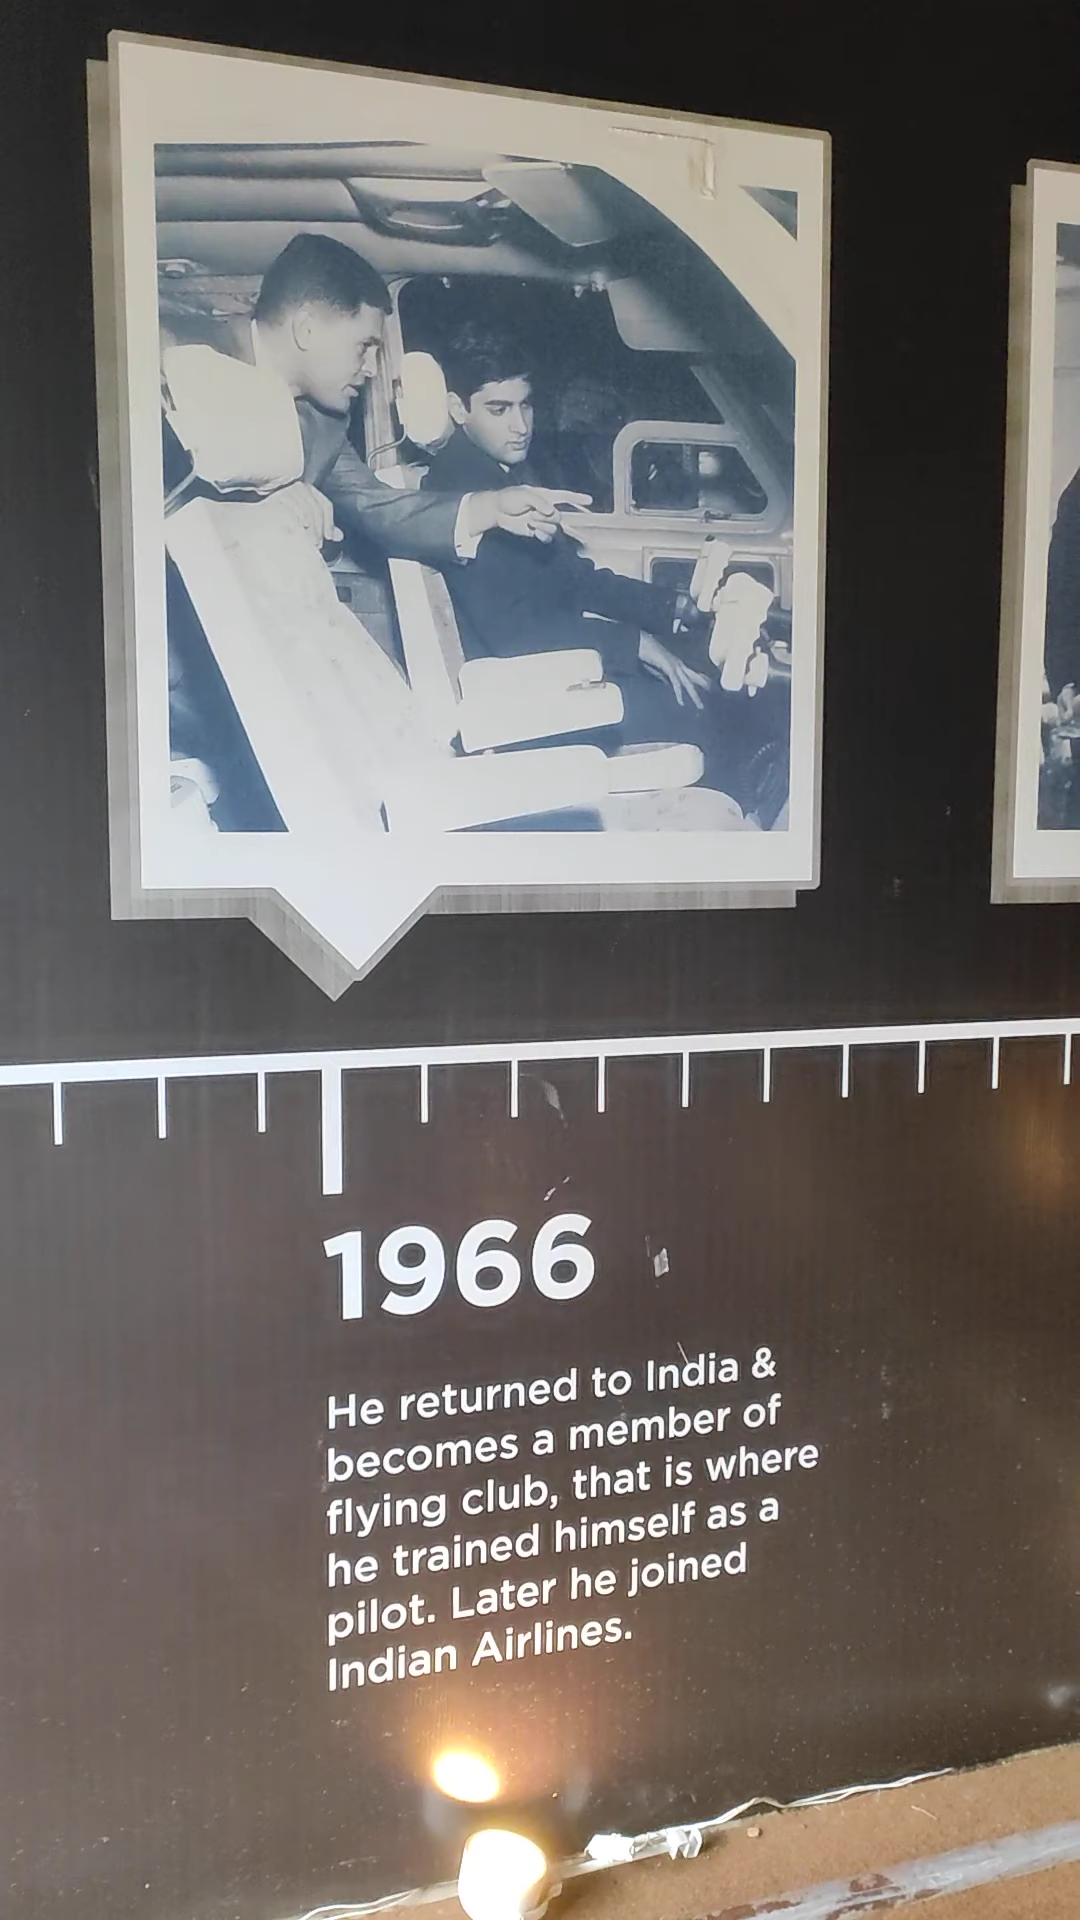 1966
He returned to India &
becomes a member of
flying club, that is where
he trained himself as a
pilot. Later he joined
Indian Airlines.